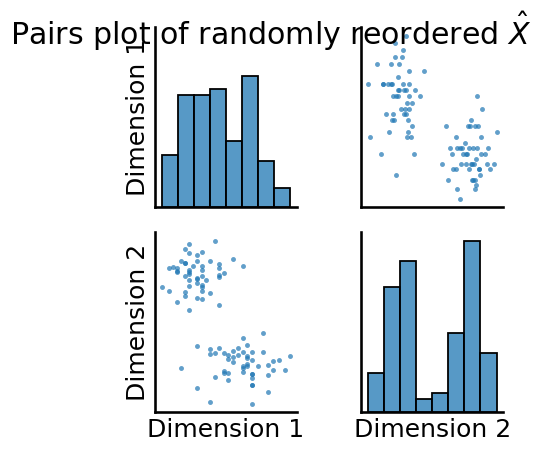 Pairs plot of randomly reordered X̂
Dimension 1
Dimension 2
Dimension 1
Dimension 2